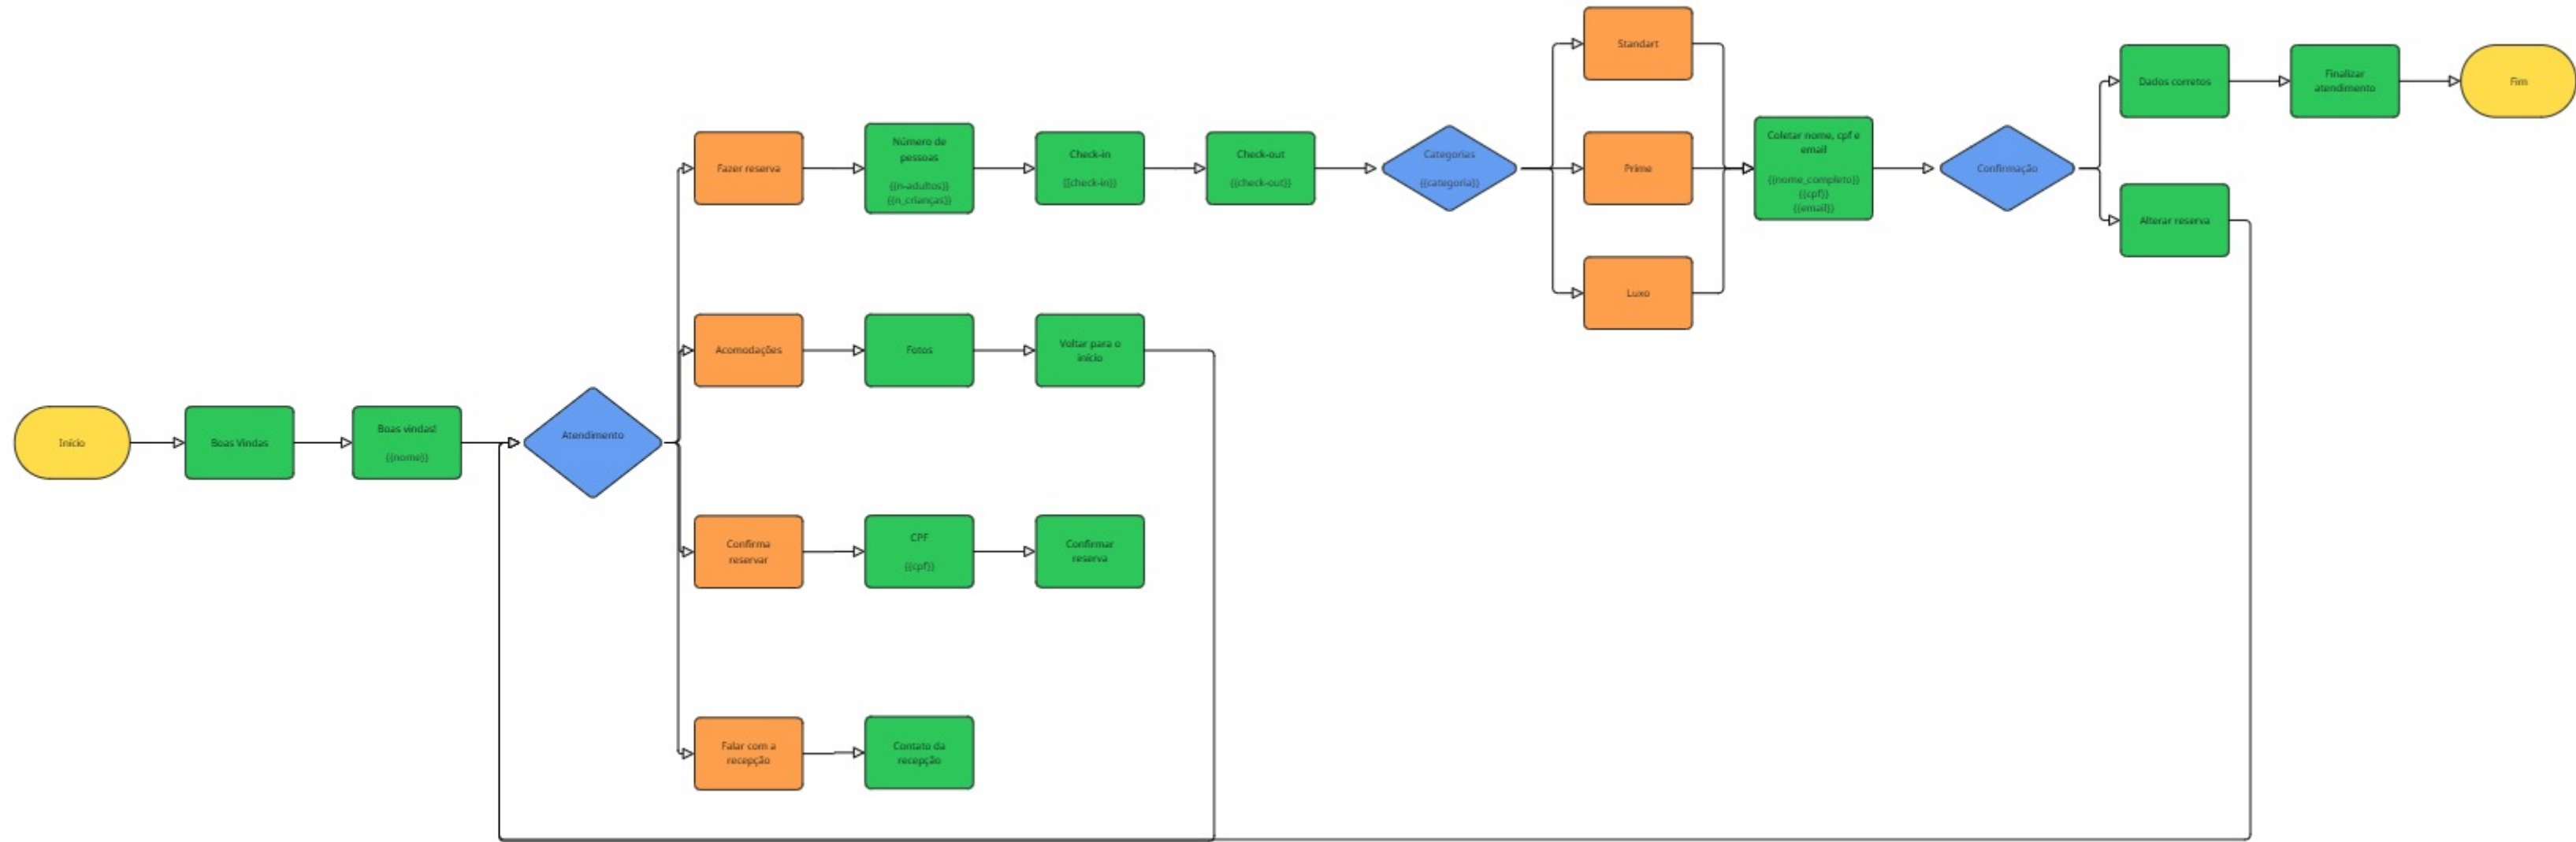 Início
Boas Vindas
Boas vindas!
{{nome}}
Atendimento
Fazer reserva
Número de
pessoas
{{n-adultos}}
{{n_crianças}}
Check-in
[[check-in}}
Check-out
{{check-out}}
Categorias
{{categoria}}
Standart
Prime
Luxo
Coletar nome, cpf e
email
{{nome_completo}}
{{cpf}}
{{email}}
Confirmação
Dados corretos
Finalizar
atendimento
Fim
Alterar reserva
Acomodações
Fotos
Voltar para o
início
Confirma
reservar
CPF
{{cpf}}
Confirmar
reserva
Falar com a
recepção
Contato da
recepção